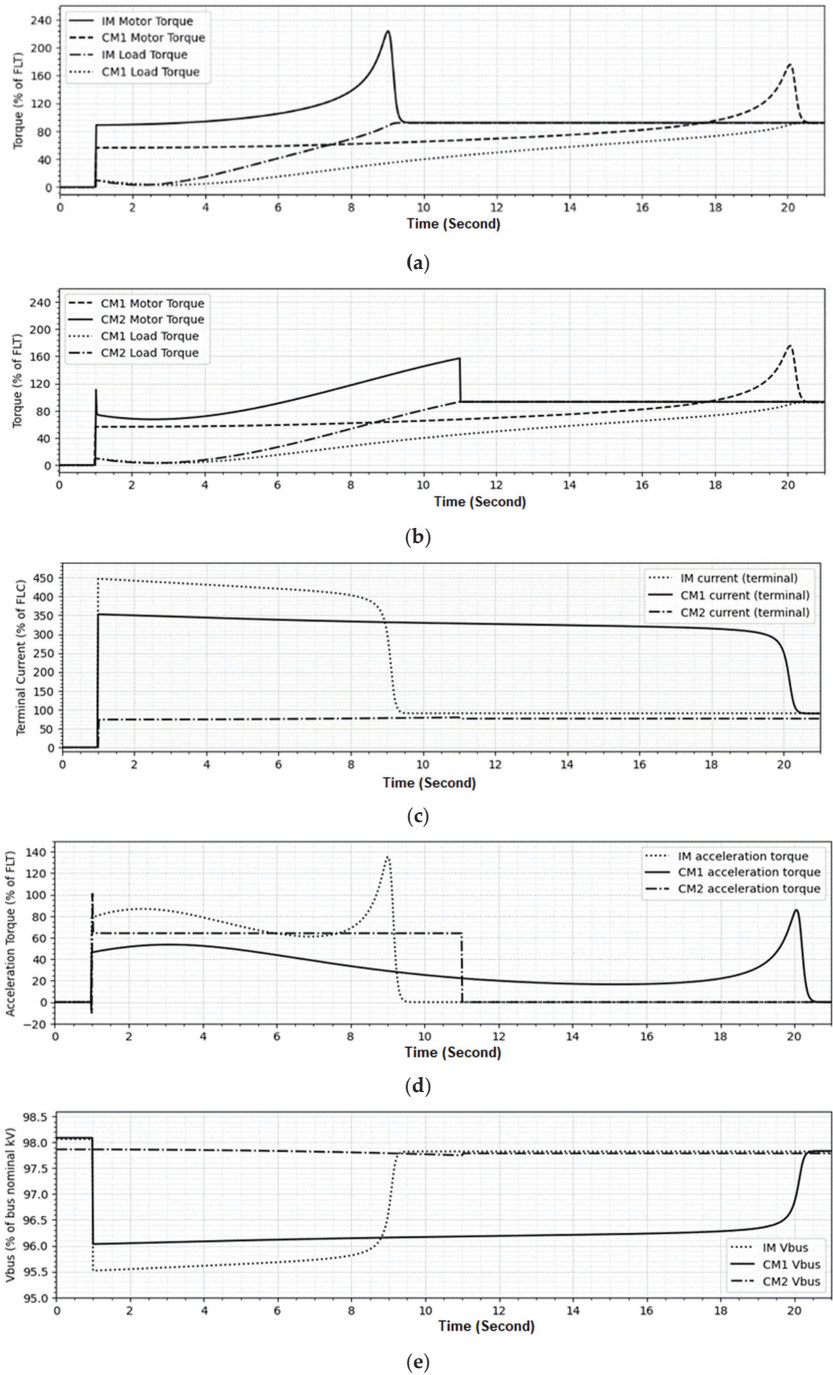 240
200
160
120
80
40
0
Torque (% of FLT)
IM Motor Torque
CM1 Motor Torque
IM Load Torque
CM1 Load Torque
0 2 4 6 8 10 12 14 16 18 20
Time (Second)
(a)
240
200
160
120
80
40
0
Torque (% of FLT)
CM1 Motor Torque
CM2 Motor Torque
CM1 Load Torque
CM2 Load Torque
0 2 4 6 8 10 12 14 16 18 20
Time (Second)
(b)
450
400
350
300
250
200
150
100
50
0
Terminal Current (% of FLC)
IM current (terminal)
CM1 current (terminal)
CM2 current (terminal)
0 2 4 6 8 10 12 14 16 18 20
Time (Second)
(c)
140
120
100
80
60
40
20
0
−20
Acceleration Torque (% of FLT)
IM acceleration torque
CM1 acceleration torque
CM2 acceleration torque
0 2 4 6 8 10 12 14 16 18 20
Time (Second)
(d)
98.5
98.0
97.5
97.0
96.5
96.0
95.5
95.0
Vbus (% of bus nominal kV)
IM Vbus
CM1 Vbus
CM2 Vbus
0 2 4 6 8 10 12 14 16 18 20
Time (Second)
(e)